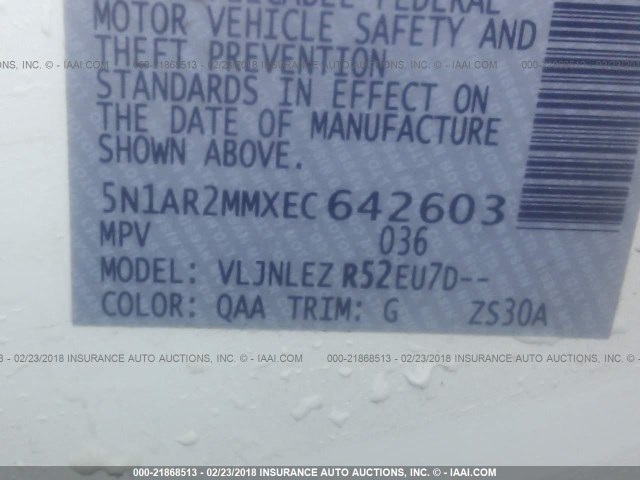 MOTOR VEHICLE SAFETY AND
THEFT PREVENTION
STANDARDS IN EFFECT ON
THE DATE OF MANUFACTURE
SHOWN ABOVE.
5N1AR2MMXEC642603
MPV 036
MODEL: VLJNLEZ R52EU7D--
COLOR: QAA TRIM: G ZS30A
000-21868513 - 02/23/2018 INSURANCE AUTO AUCTIONS, INC. © - IAAI.COM